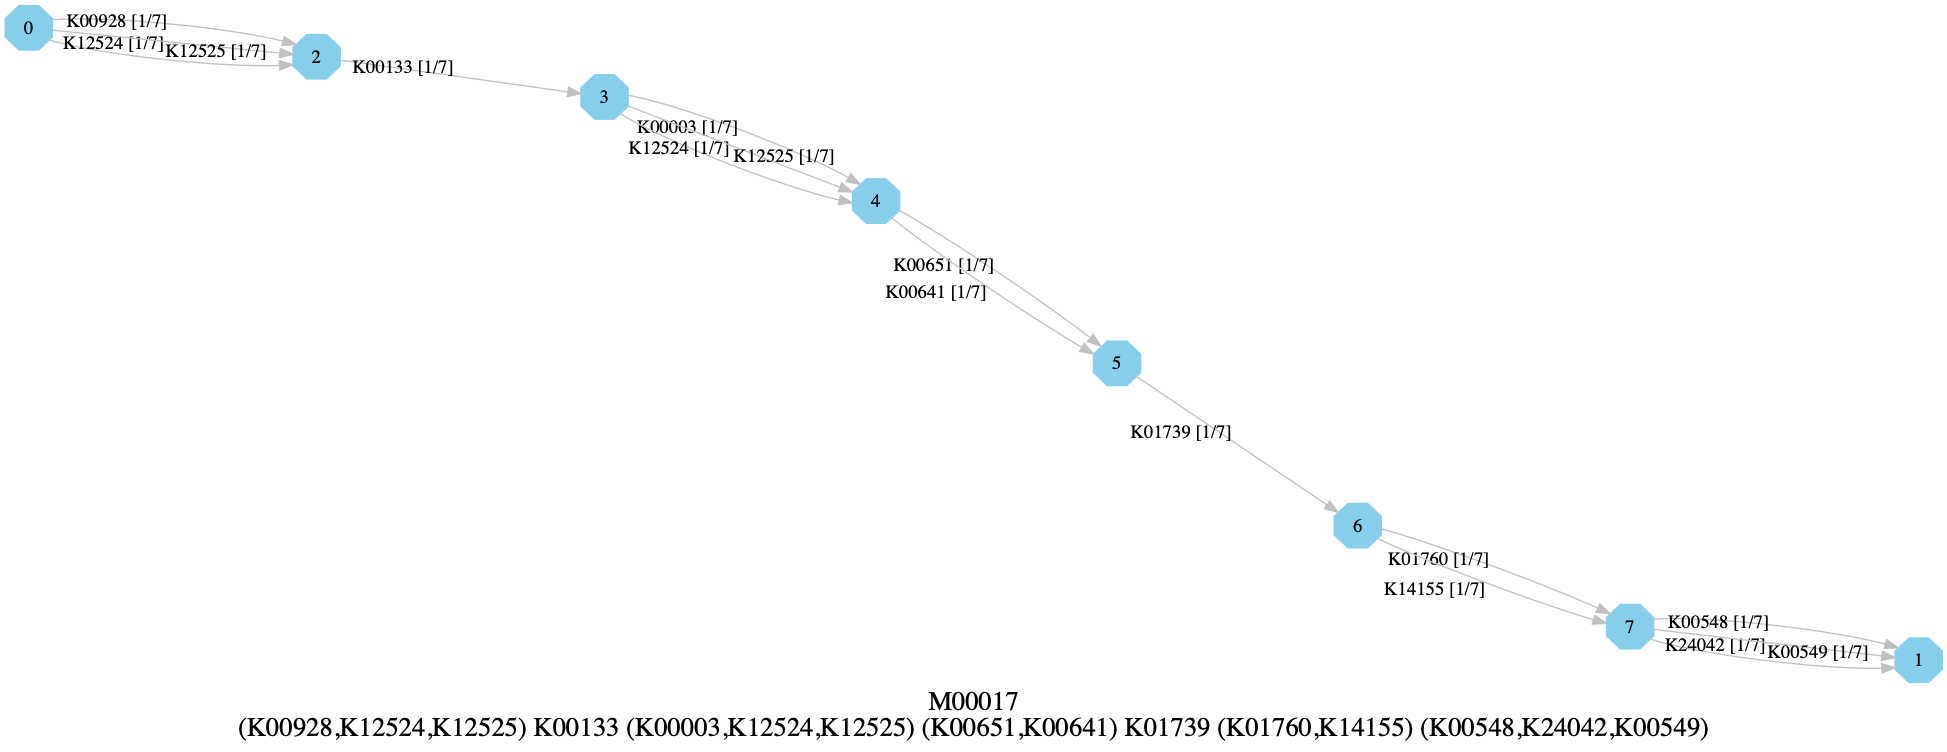 0
K00928 [1/7]
K12524 [1/7]
K12525 [1/7]
2
K00133 [1/7]
3
K00003 [1/7]
K12524 [1/7]
K12525 [1/7]
4
K00651 [1/7]
K00641 [1/7]
5
K01739 [1/7]
6
K01760 [1/7]
K14155 [1/7]
7
K00548 [1/7]
K24042 [1/7]
K00549 [1/7]
1
M00017
(K00928,K12524,K12525) K00133 (K00003,K12524,K12525) (K00651,K00641) K01739 (K01760,K14155) (K00548,K24042,K00549)